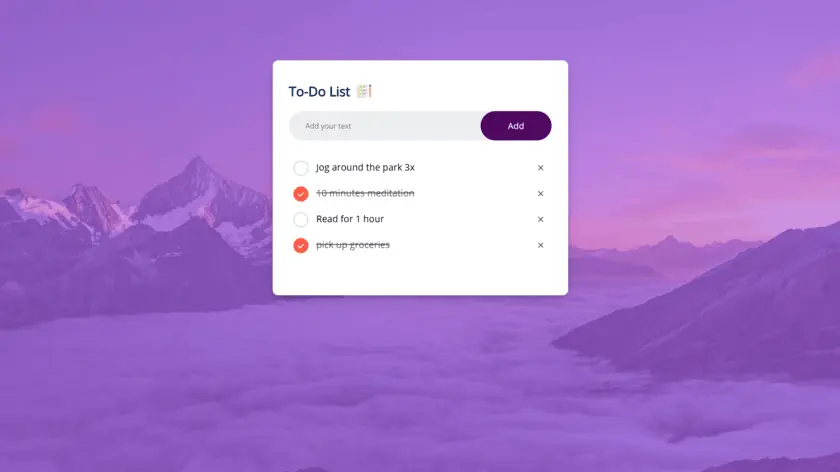 To-Do List
Add your text
Add
Jog around the park 3x
10 minutes meditation
Read for 1 hour
pick up groceries